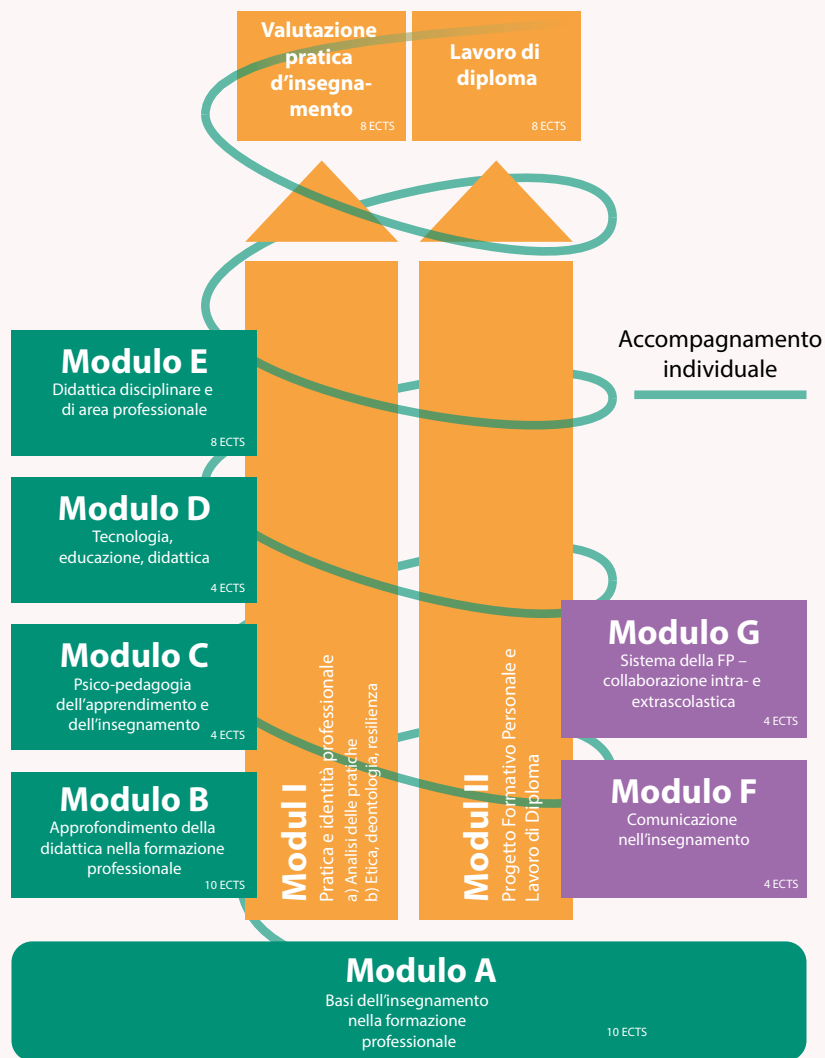 Valutazione
pratica
d'insegna-
mento
8 ECTS
Lavoro di
diploma
8 ECTS
Accompagnamento
individuale
Modulo E
Didattica disciplinare e
di area professionale
8 ECTS
Modulo D
Tecnologia,
educazione, didattica
4 ECTS
Modulo C
Psico-pedagogia
dell'apprendimento e
dell'insegnamento
4 ECTS
Modulo B
Approfondimento della
didattica nella formazione
professionale
10 ECTS
Modul I
Pratica e identità professionale
a) Analisi delle pratiche
b) Etica, deontologia, resilienza
Modul II
Progetto Formativo Personale e
Lavoro di Diploma
Modulo G
Sistema della FP –
collaborazione intra- e
extrascolastica
4 ECTS
Modulo F
Comunicazione
nell'insegnamento
4 ECTS
Modulo A
Basi dell'insegnamento
nella formazione
professionale
10 ECTS